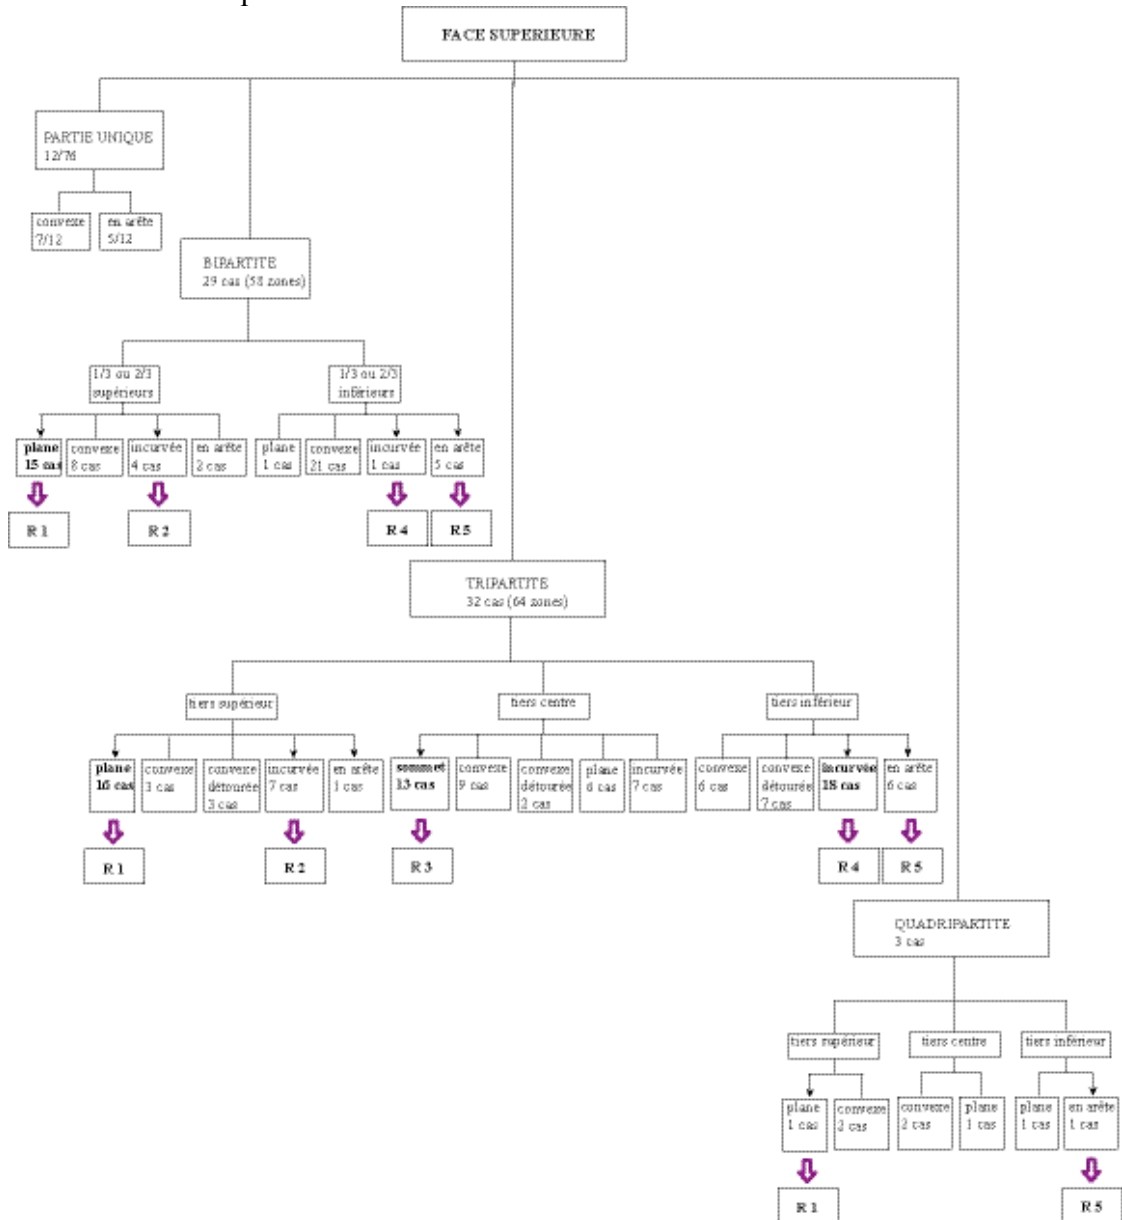 FACE SUPERIEURE
PARTIE UNIQUE
12/76
convexe
7/12
en arête
5/12
BIPARTITE
29 cas (58 zones)
1/3 ou 2/3
supérieurs
1/3 ou 2/3
inférieurs
plane
15 cas
convexe
8 cas
incurvée
4 cas
en arête
2 cas
plane
1 cas
convexe
21 cas
incurvée
1 cas
en arête
5 cas
R 1
R 2
R 4
R 5
TRIPARTITE
32 cas (64 zones)
tiers supérieur
tiers centre
tiers inférieur
plane
16 cas
convexe
3 cas
convexe
détourée
3 cas
incurvée
7 cas
en arête
1 cas
sommet
13 cas
convexe
9 cas
convexe
détourée
2 cas
plane
6 cas
incurvée
7 cas
convexe
6 cas
convexe
détourée
7 cas
incurvée
18 cas
en arête
6 cas
R 1
R 2
R 3
R 4
R 5
QUADRIPARTITE
3 cas
tiers supérieur
tiers centre
tiers inférieur
plane
1 cas
convexe
2 cas
convexe
2 cas
plane
1 cas
plane
1 cas
en arête
1 cas
R 1
R 5